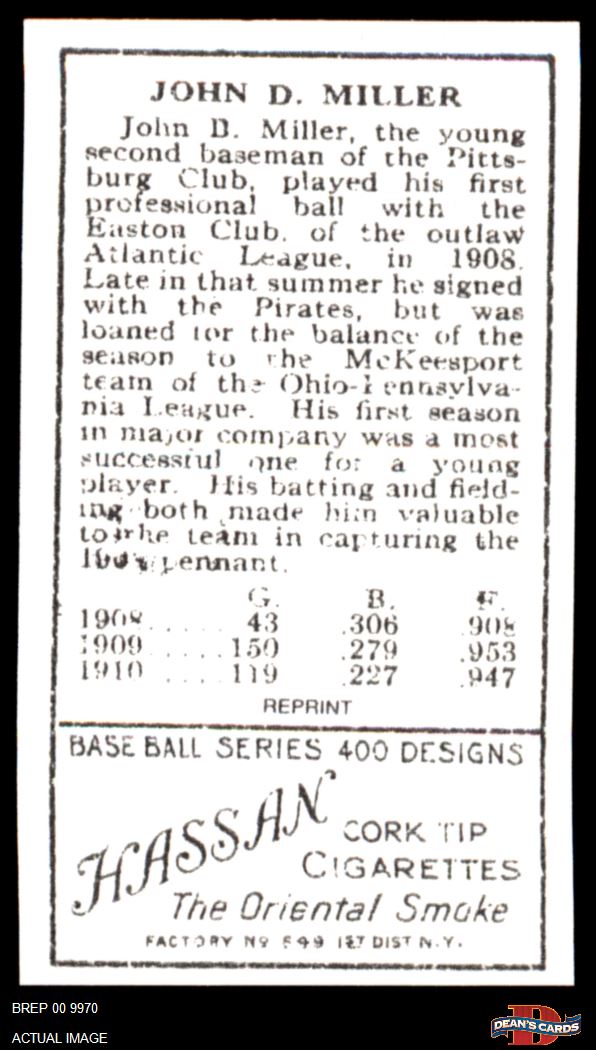 JOHN D. MILLER
John D. Miller, the young
second baseman of the Pitts-
burg Club, played his first
professional ball with the
Easton Club, of the outlaw
Atlantic League, in 1908.
Late in that summer he signed
with the Pirates, but was
loaned for the balance of the
season to the McKeesport
team of the Ohio-Pennsylva-
nia League. His first season
in major company was a most
successful one for a young
player. His batting and field-
ing both made him valuable
to the team in capturing the
1909 pennant.
G. B. F.
1908..... 43 .306 .908
1909.....150 .279 .953
1910.....119 .227 .947
REPRINT
BASE BALL SERIES 400 DESIGNS
HASSAN
CORK TIP
CIGARETTES
The Oriental Smoke
FACTORY No 649 1ST DIST N.Y.
BREP 00 9970
ACTUAL IMAGE
DEAN'S CARDS